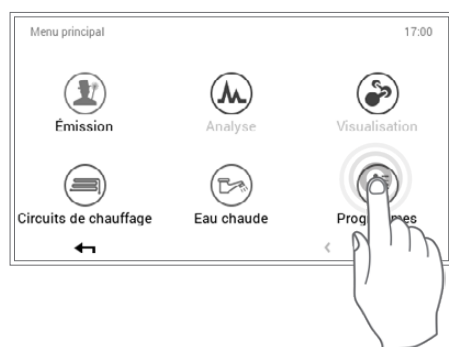 Menu principal 17:00
Émission Analyse Visualisation
Circuits de chauffage Eau chaude